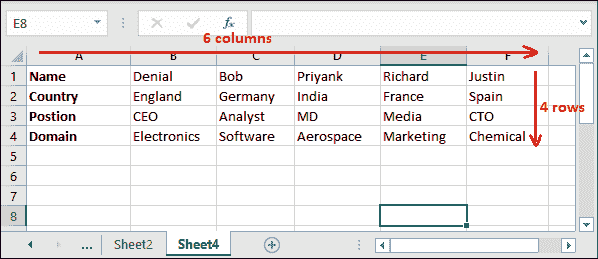 E8 fx
6 columns
A B C D E F
1 Name Denial Bob Priyank Richard Justin
2 Country England Germany India France Spain
3 Postion CEO Analyst MD Media CTO
4 Domain Electronics Software Aerospace Marketing Chemical
4 rows
5
6
7
8
... Sheet2 Sheet4